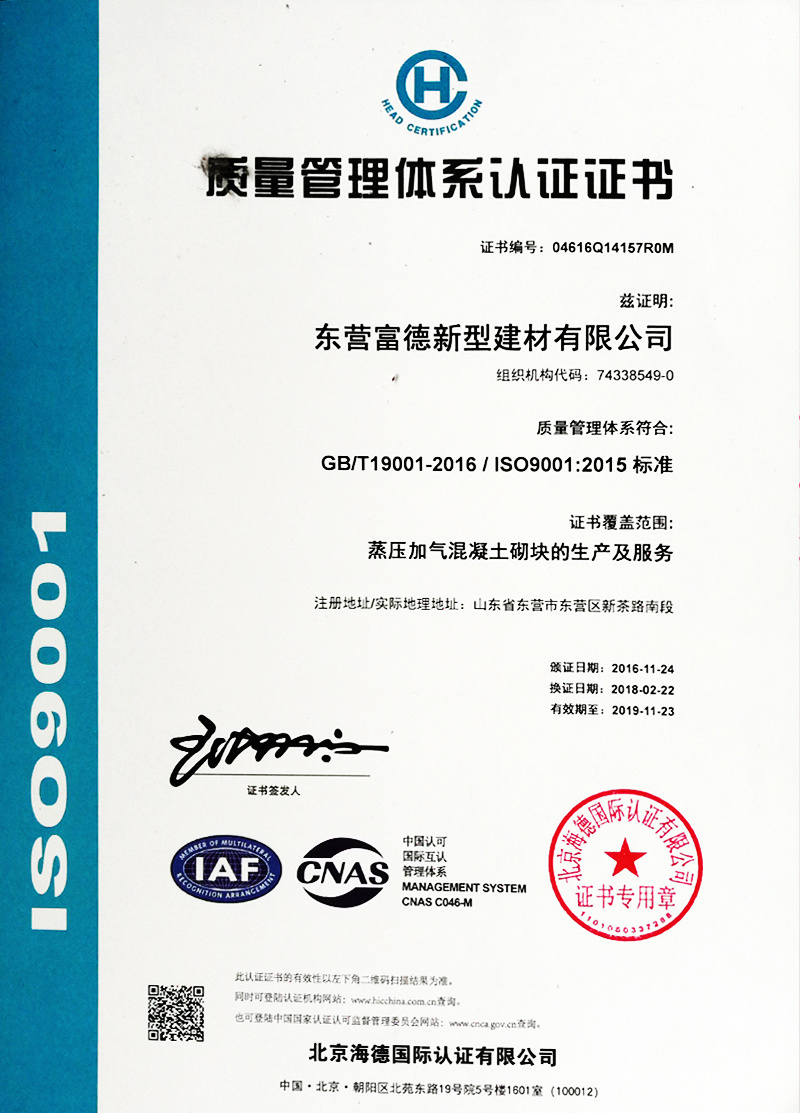 HEAD CERTIFICATION
质量管理体系认证证书
证书编号：04616Q14157R0M
兹证明：
东营富德新型建材有限公司
组织机构代码：74338549-0
质量管理体系符合：
GB/T19001-2016 / ISO9001:2015 标准
证书覆盖范围：
蒸压加气混凝土砌块的生产及服务
注册地址/实际地理地址：山东省东营市东营区新茶路南段
颁证日期：2016-11-24
换证日期：2018-02-22
有效期至：2019-11-23
ISO9001
证书签发人
MEMBER OF MULTILATERAL
IAF
RECOGNITION ARRANGEMENT
CNAS
中国认可
国际互认
管理体系
MANAGEMENT SYSTEM
CNAS C046-M
北京海德国际认证有限公司
证书专用章
1101060337288
此认证证书的有效性以左下角二维码扫描结果为准。
同时可登陆认证机构网站：www.hicchina.com.cn查询。
也可登陆中国国家认证认可监督管理委员会网站：www.cnca.gov.cn查询。
北京海德国际认证有限公司
中国·北京·朝阳区北苑东路19号院5号楼1601室（100012）